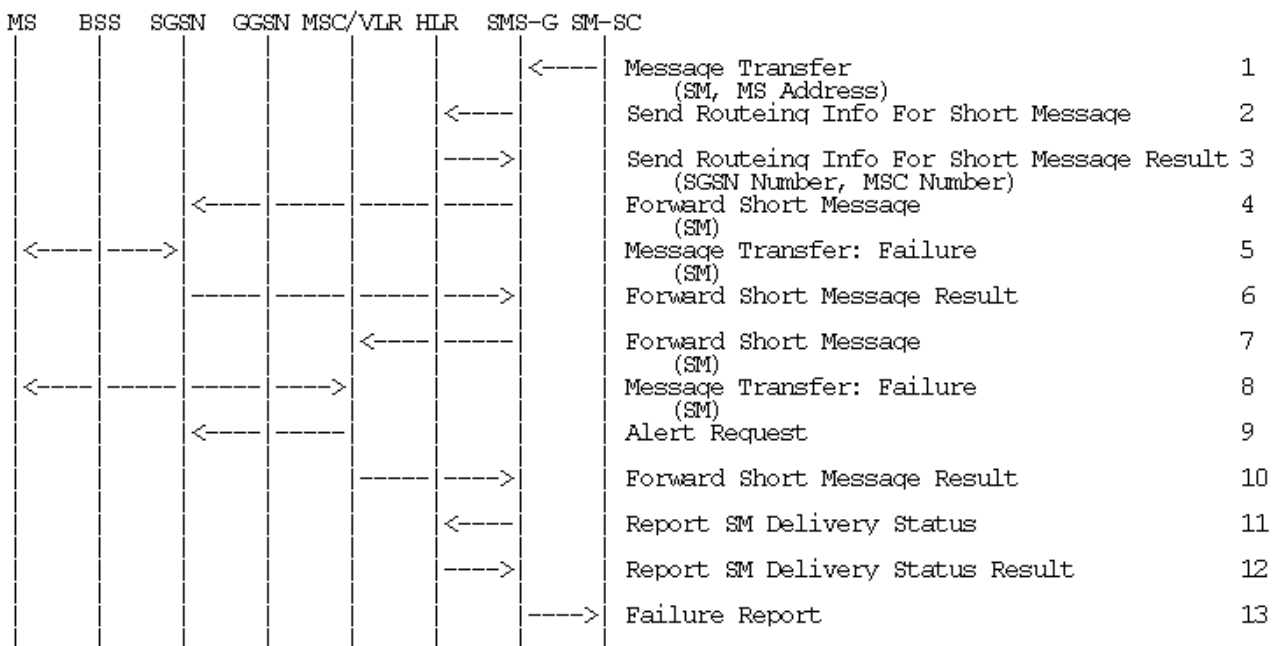 MS BSS SGSN GGSN MSC/VLR HLR SMS-G SM-SC
Message Transfer 1
(SM, MS Address)
Send Routeing Info For Short Message 2
Send Routeing Info For Short Message Result 3
(SGSN Number, MSC Number)
Forward Short Message 4
(SM)
Message Transfer: Failure 5
(SM)
Forward Short Message Result 6
Forward Short Message 7
(SM)
Message Transfer: Failure 8
(SM)
Alert Request 9
Forward Short Message Result 10
Report SM Delivery Status 11
Report SM Delivery Status Result 12
Failure Report 13